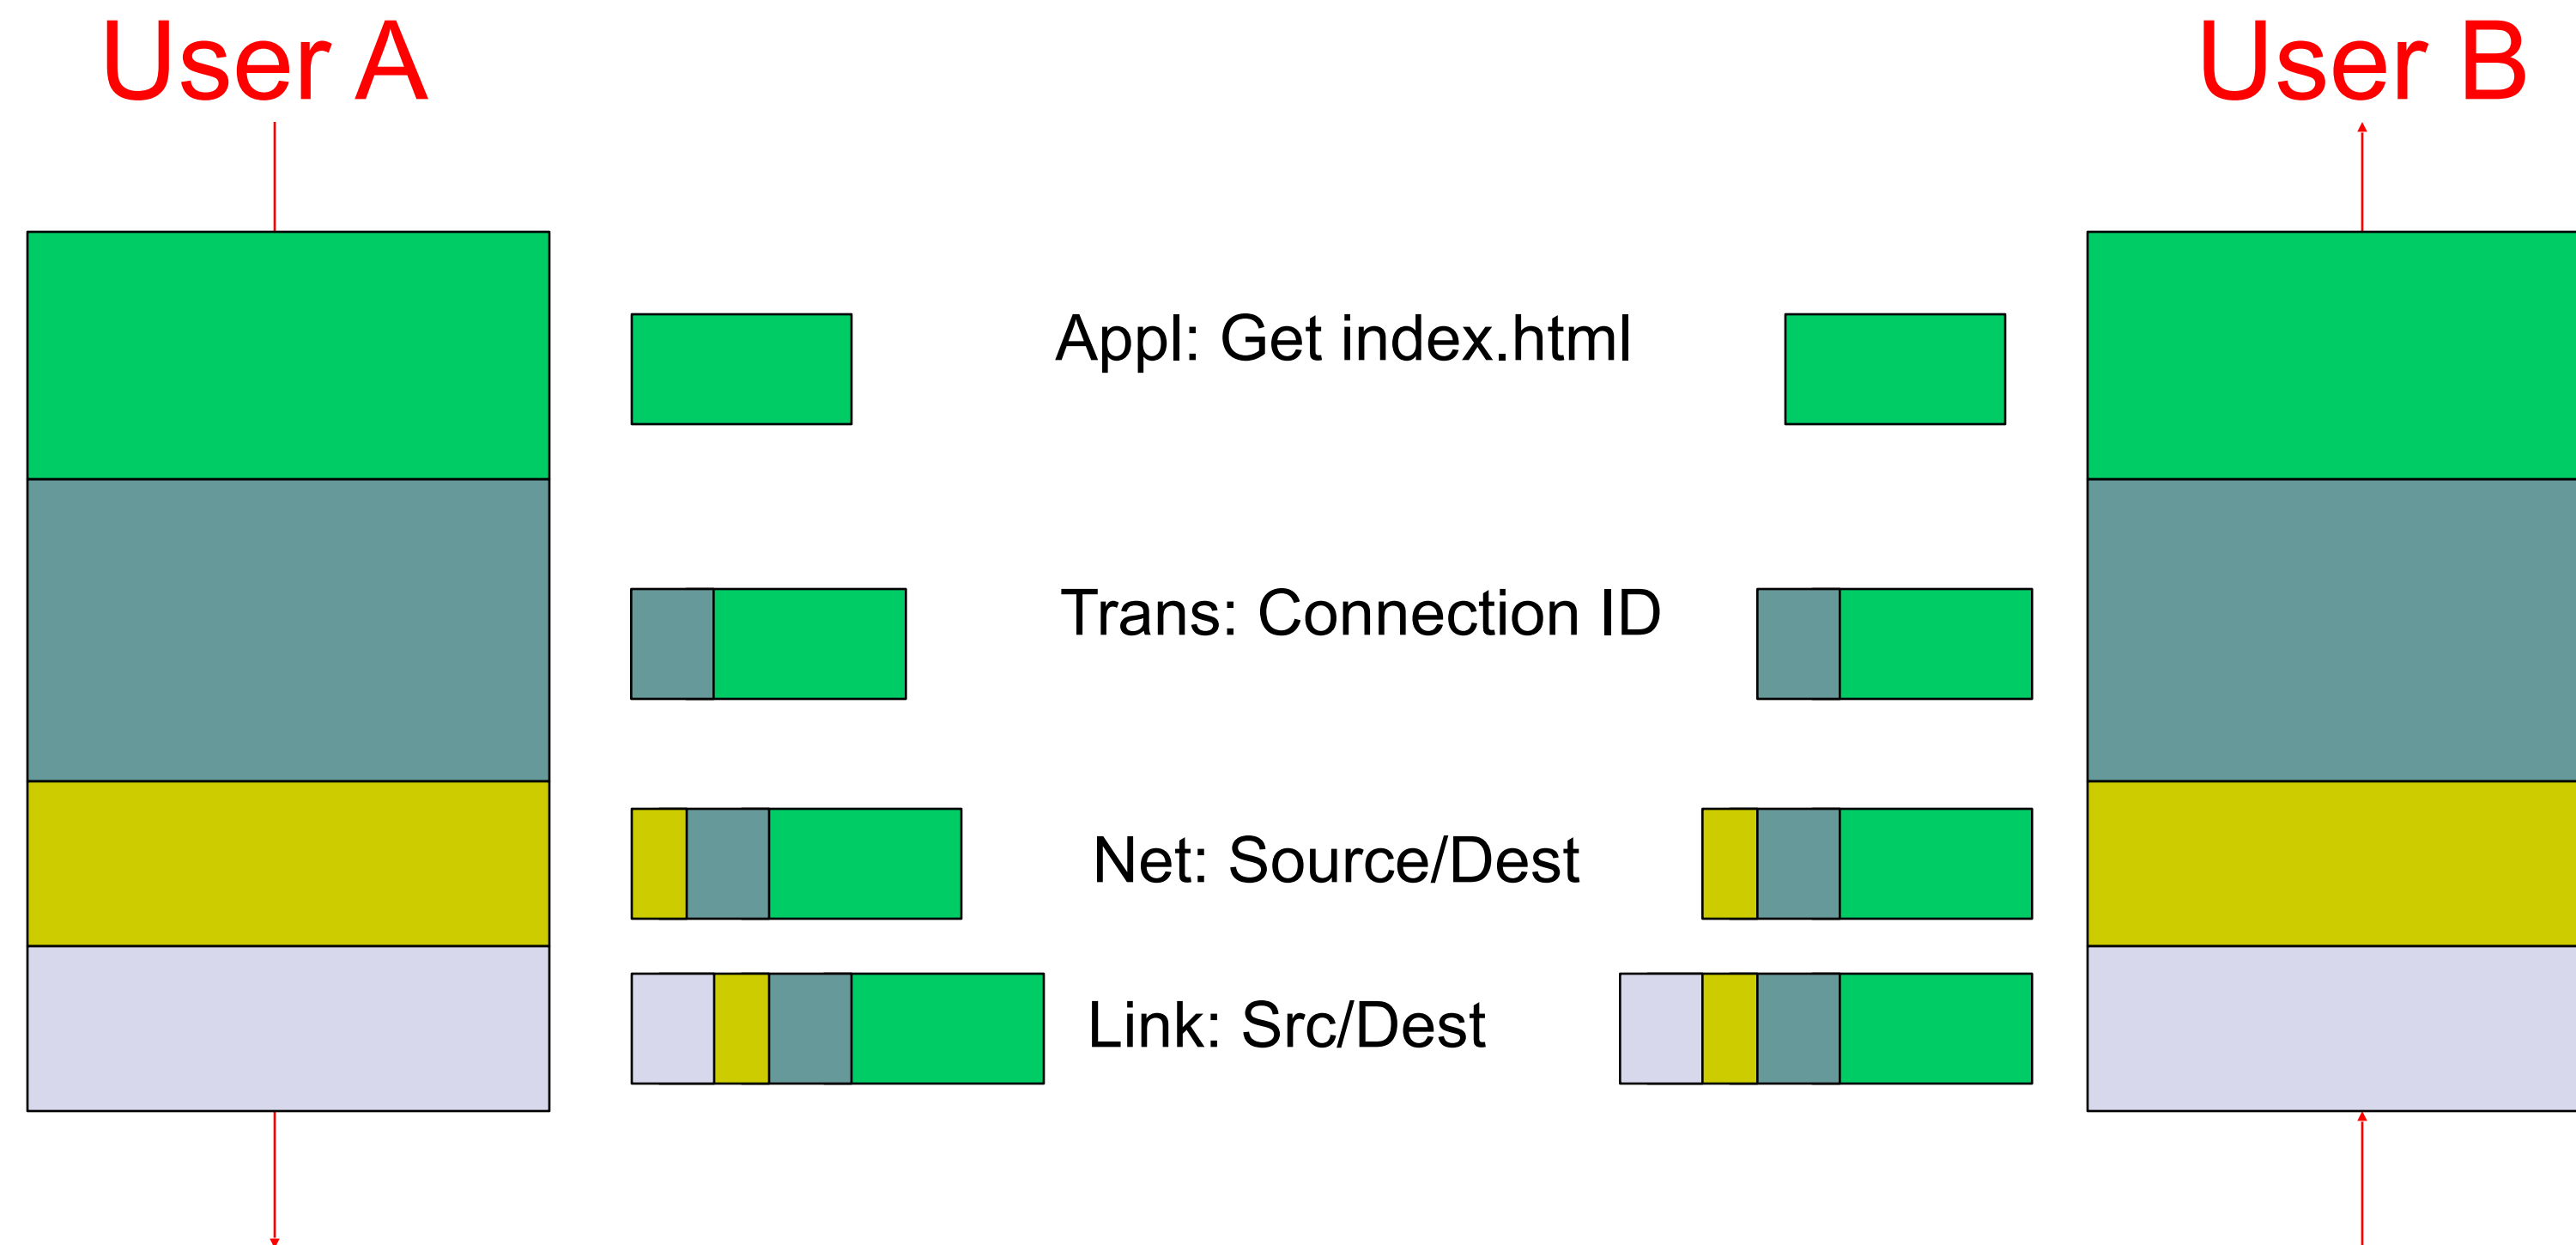 User A
User B
Appl: Get index.html
Trans: Connection ID
Net: Source/Dest
Link: Src/Dest